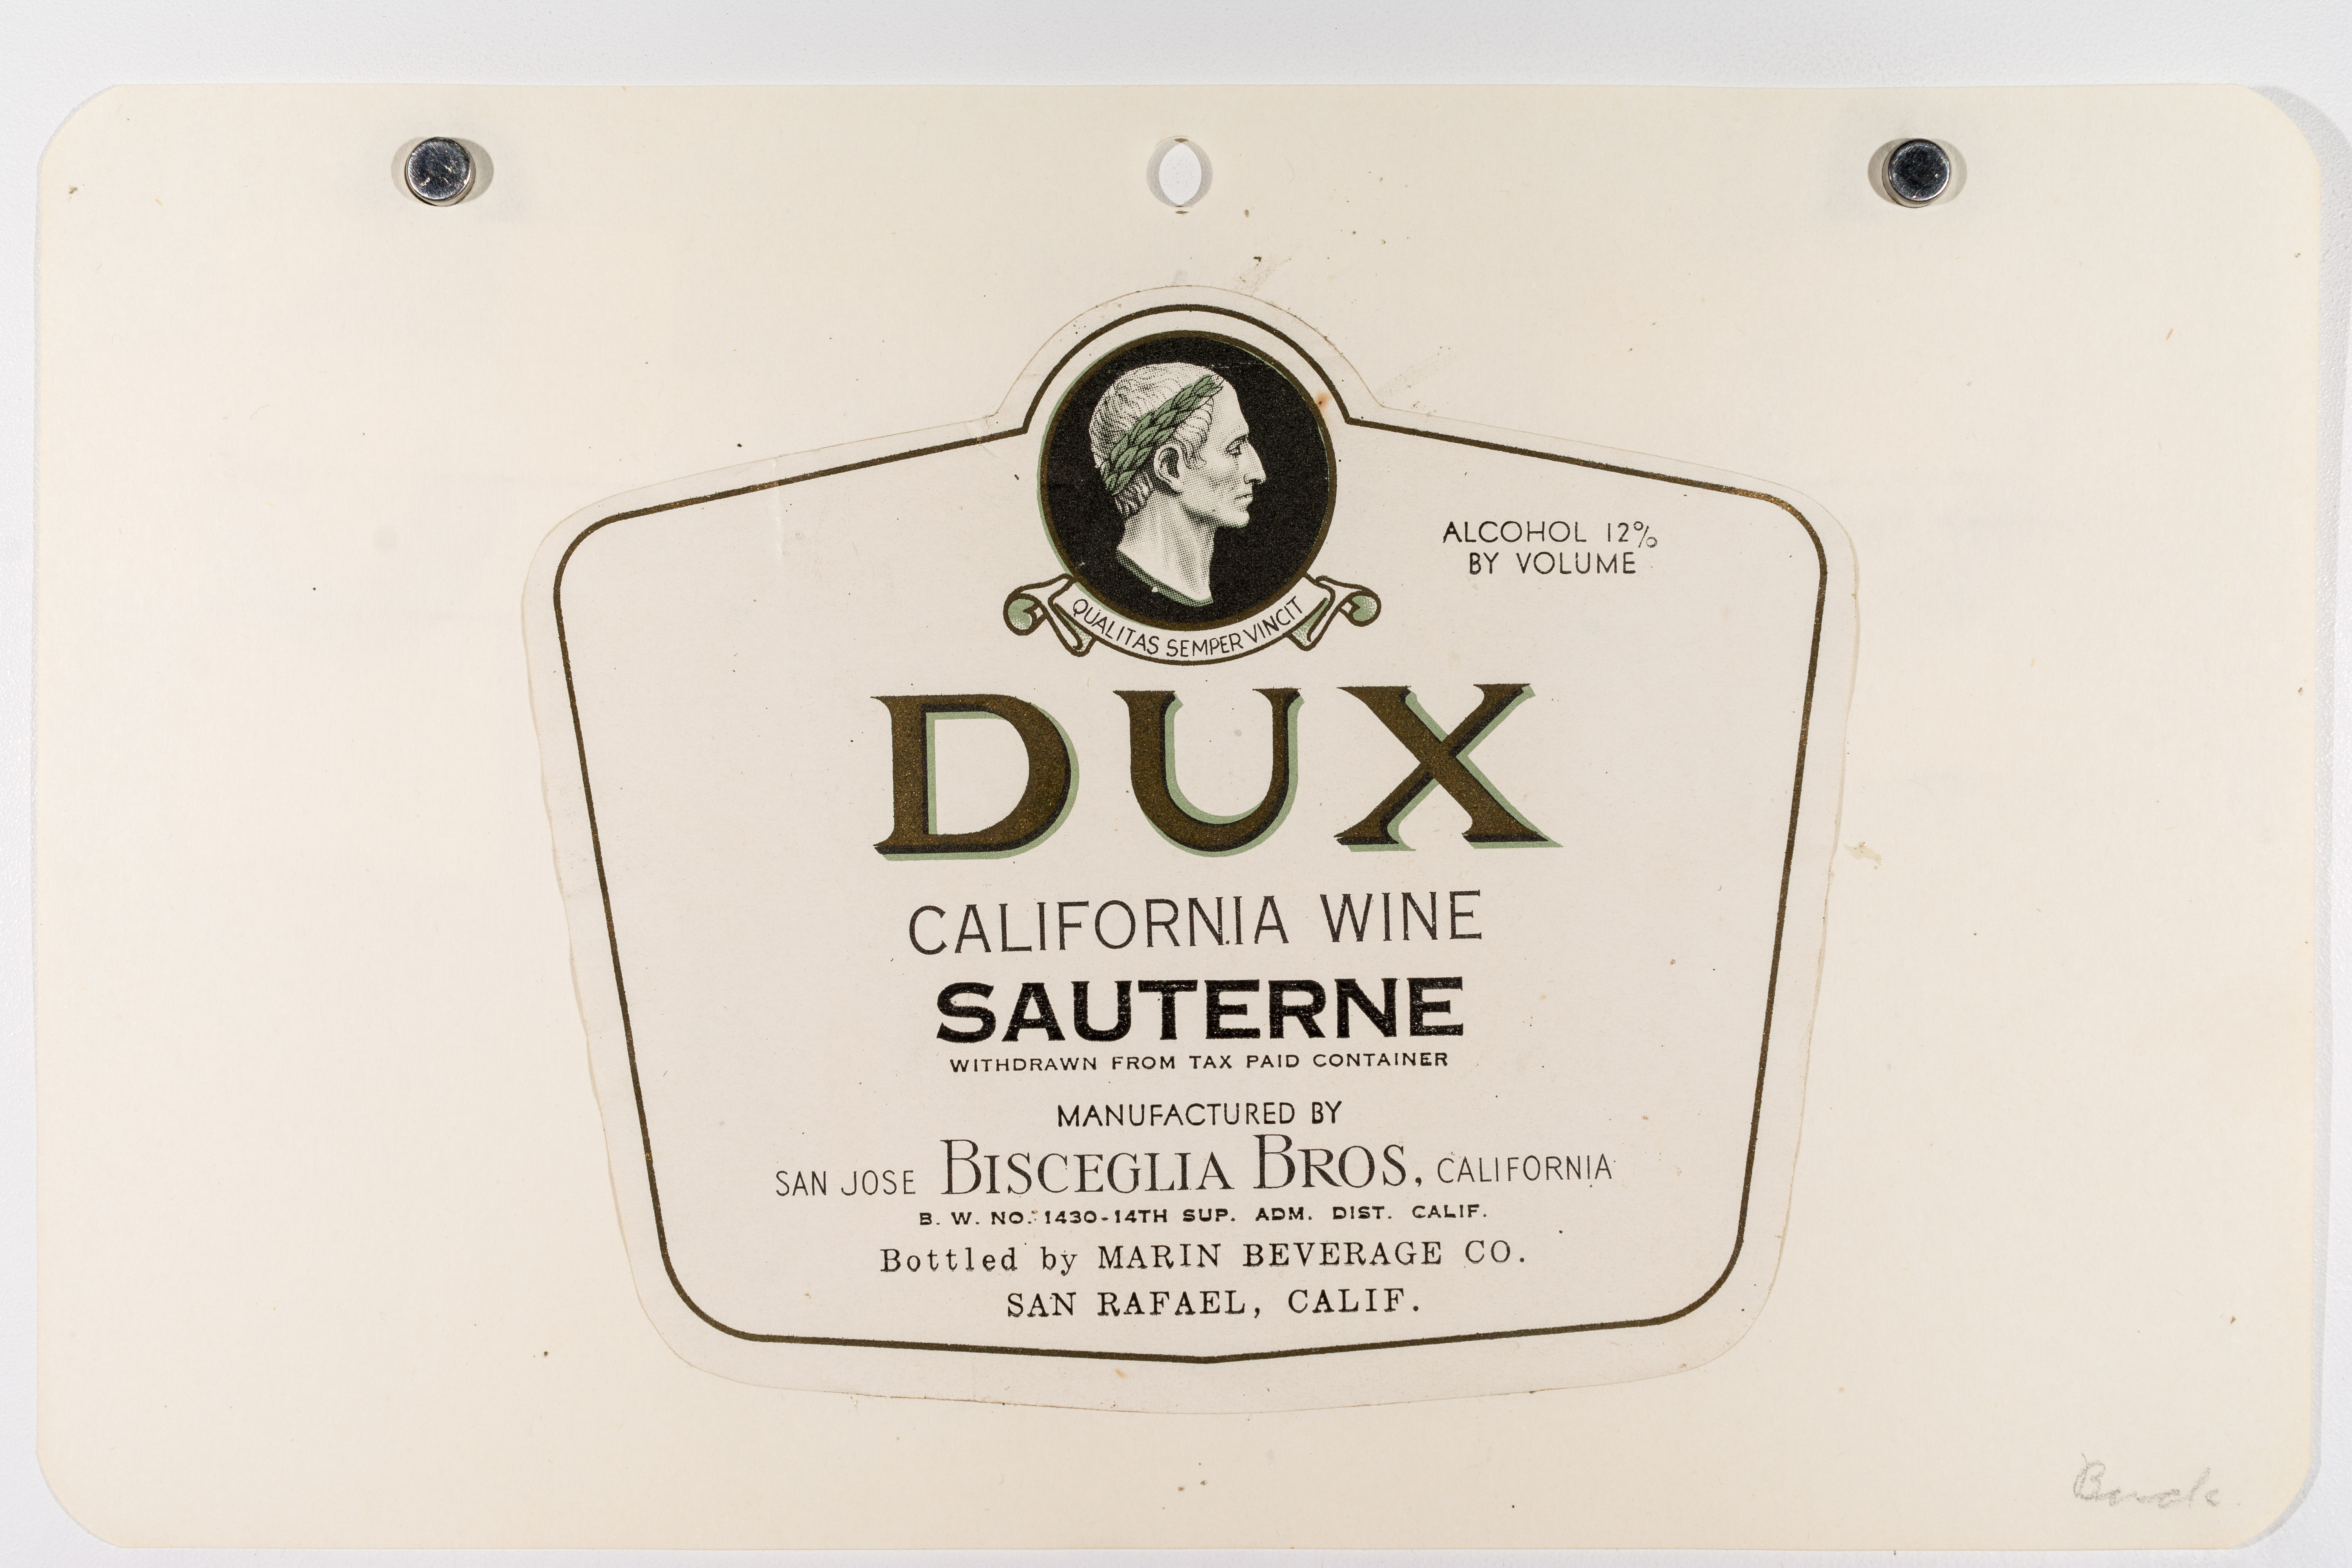 ALCOHOL 12%
BY VOLUME
QUALITAS SEMPER VINCIT
DUX
CALIFORNIA WINE
SAUTERNE
WITHDRAWN FROM TAX PAID CONTAINER
MANUFACTURED BY
SAN JOSE BISCEGLIA BROS, CALIFORNIA
B. W. NO. 1430-14TH SUP. ADM. DIST. CALIF.
Bottled by MARIN BEVERAGE CO.
SAN RAFAEL, CALIF.